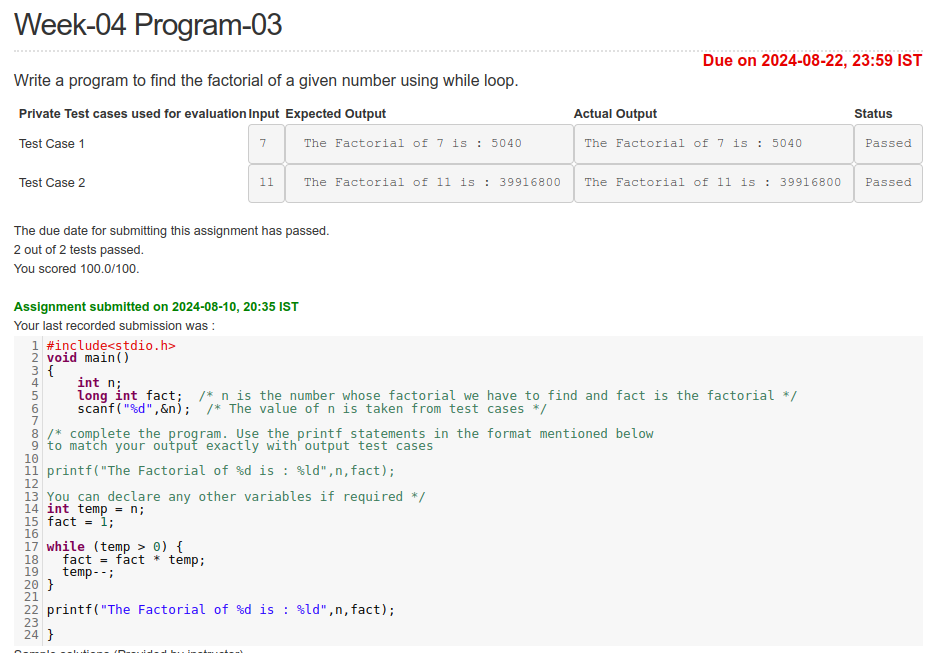 Week-04 Program-03
Due on 2024-08-22, 23:59 IST
Write a program to find the factorial of a given number using while loop.
Private Test cases used for evaluation Input Expected Output Actual Output Status
Test Case 1 7 The Factorial of 7 is : 5040 The Factorial of 7 is : 5040 Passed
Test Case 2 11 The Factorial of 11 is : 39916800 The Factorial of 11 is : 39916800 Passed
The due date for submitting this assignment has passed.
2 out of 2 tests passed.
You scored 100.0/100.
Assignment submitted on 2024-08-10, 20:35 IST
Your last recorded submission was :
1 #include<stdio.h>
2 void main()
3 {
4     int n;
5     long int fact;  /* n is the number whose factorial we have to find and fact is the factorial */
6     scanf("%d",&n);  /* The value of n is taken from test cases */
7
8 /* complete the program. Use the printf statements in the format mentioned below
9 to match your output exactly with output test cases
10
11 printf("The Factorial of %d is : %ld",n,fact);
12
13 You can declare any other variables if required */
14 int temp = n;
15 fact = 1;
16
17 while (temp > 0) {
18   fact = fact * temp;
19   temp--;
20 }
21
22 printf("The Factorial of %d is : %ld",n,fact);
23
24 }
Sample solutions (Provided by instructor)